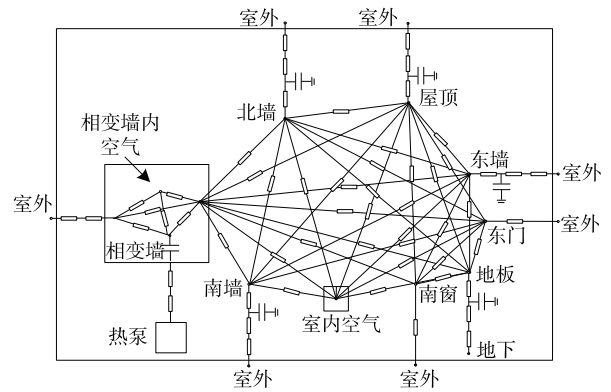 室外
室外
北墙
屋顶
相变墙内
空气
东墙
室外
室外
室外
东门
相变墙
地板
南墙
南窗
室内空气
热泵
地下
室外
室外